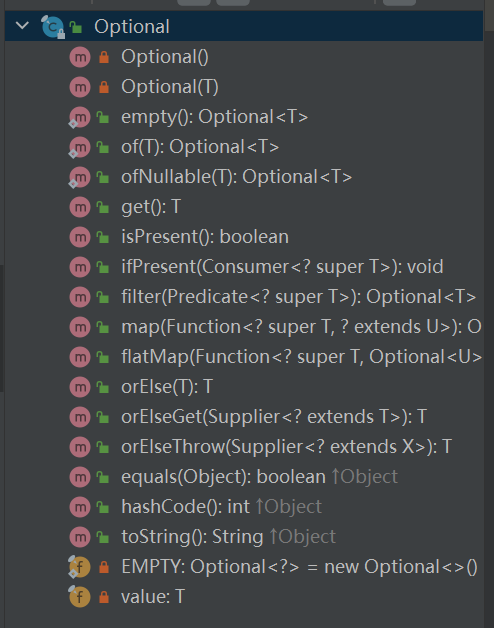 Optional
Optional()
Optional(T)
empty(): Optional<T>
of(T): Optional<T>
ofNullable(T): Optional<T>
get(): T
isPresent(): boolean
ifPresent(Consumer<? super T>): void
filter(Predicate<? super T>): Optional<T>
map(Function<? super T, ? extends U>): O
flatMap(Function<? super T, Optional<U>
orElse(T): T
orElseGet(Supplier<? extends T>): T
orElseThrow(Supplier<? extends X>): T
equals(Object): boolean ↑Object
hashCode(): int ↑Object
toString(): String ↑Object
EMPTY: Optional<?> = new Optional<>()
value: T